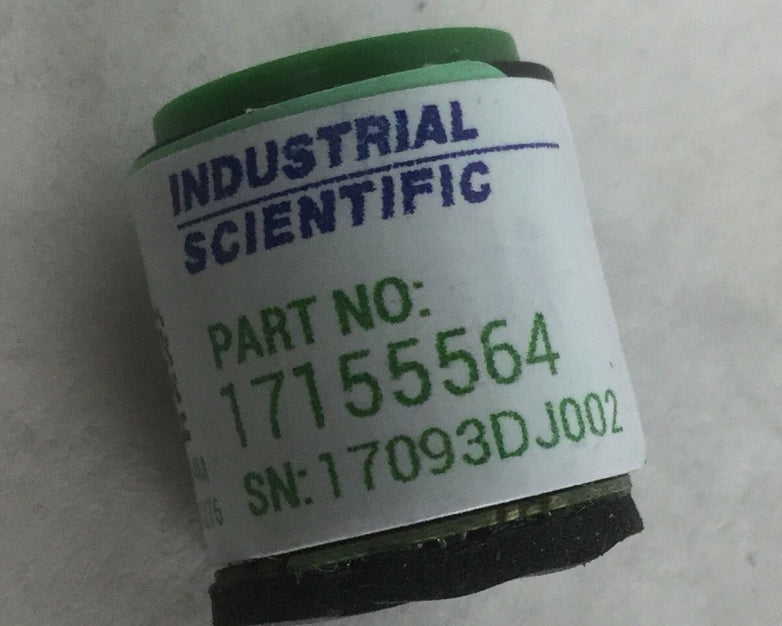 INDUSTRIAL
SCIENTIFIC
PART NO:
17155564
SN:17093DJ002